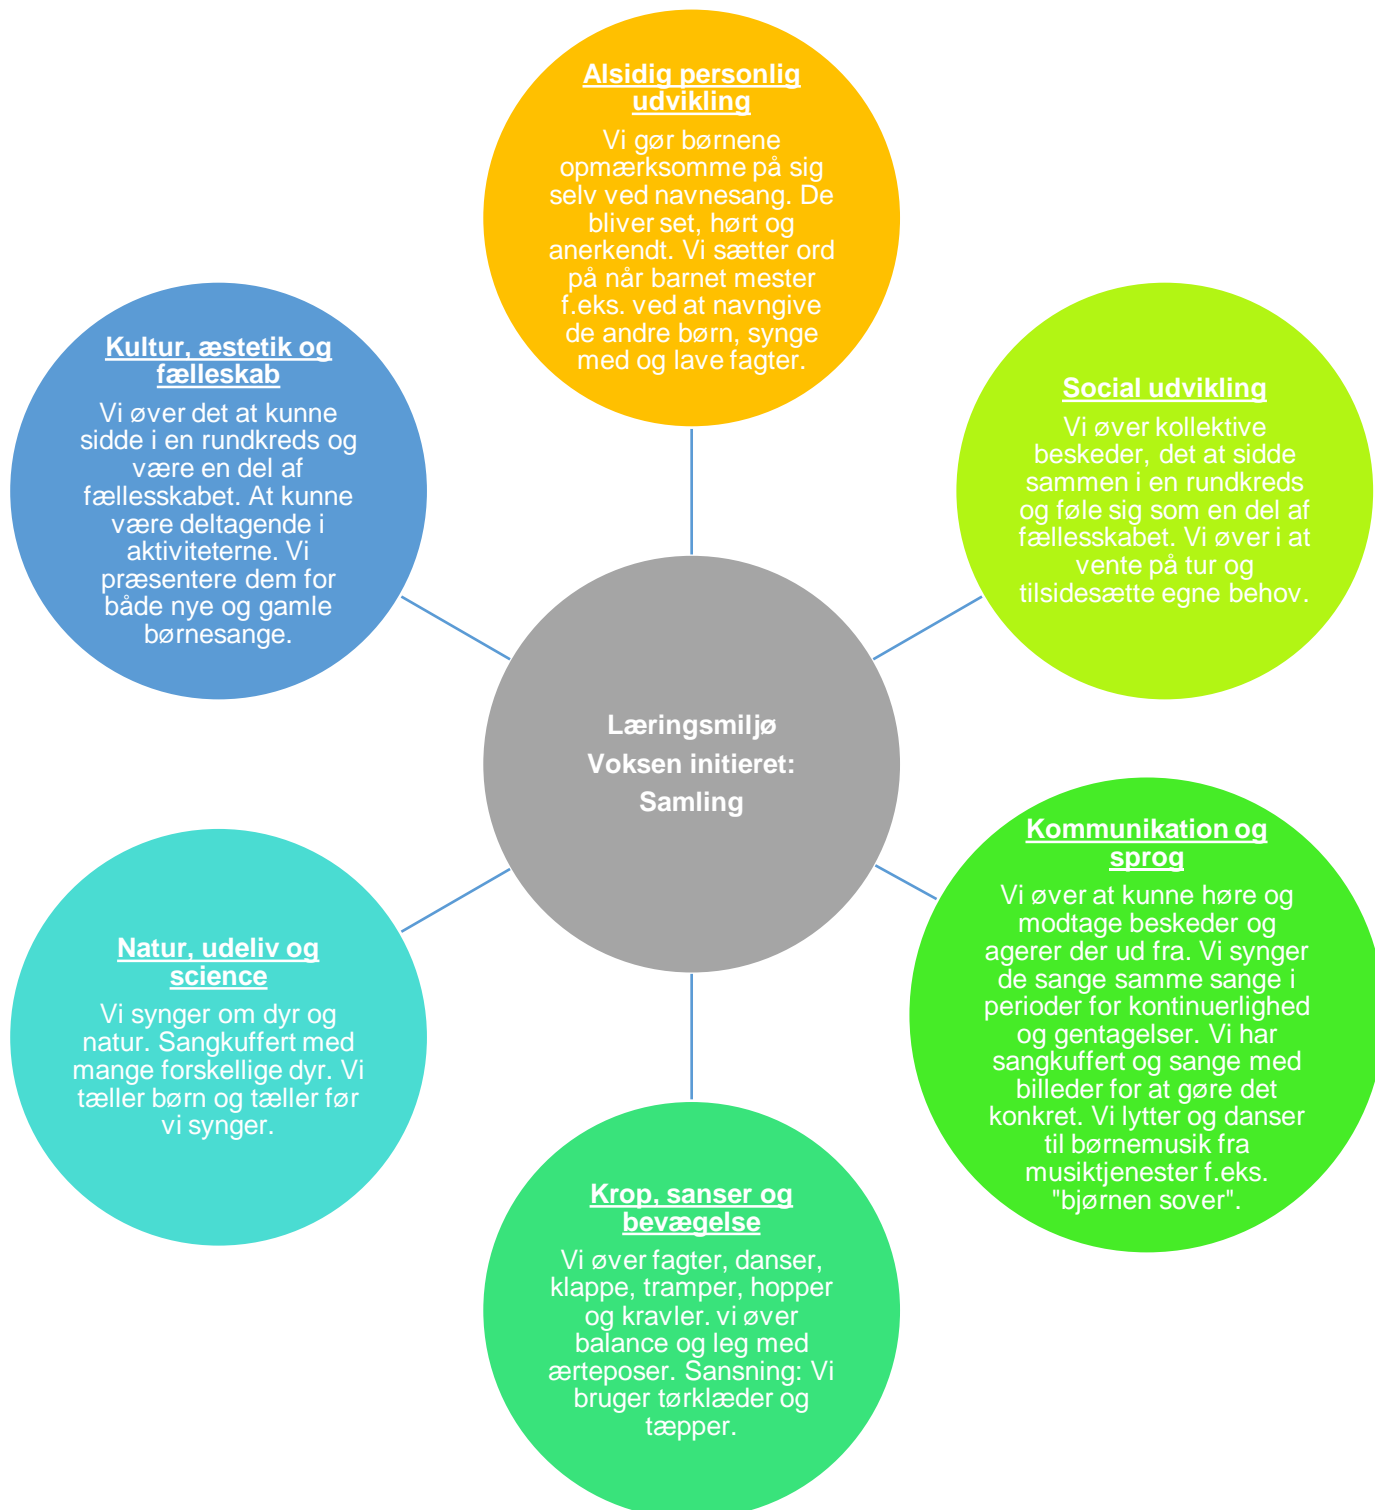 Alsidig personlig
udvikling
Vi gør børnene
opmærksomme på sig
selv ved navnesang. De
bliver set, hørt og
anerkendt. Vi sætter ord
på når barnet mester
f.eks. ved at navngive
de andre børn, synge
med og lave fagter.
Social udvikling
Vi øver kollektive
beskeder, det at sidde
sammen i en rundkreds
og føle sig som en del af
fællesskabet. Vi øver i at
vente på tur og
tilsidesætte egne behov.
Kommunikation og
sprog
Vi øver at kunne høre og
modtage beskeder og
agerer der ud fra. Vi synger
de sange samme sange i
perioder for kontinuerlighed
og gentagelser. Vi har
sangkuffert og sange med
billeder for at gøre det
konkret. Vi lytter og danser
til børnemusik fra
musiktjenester f.eks.
"bjørnen sover".
Krop, sanser og
bevægelse
Vi øver fagter, danser,
klappe, tramper, hopper
og kravler. vi øver
balance og leg med
ærteposer. Sansning: Vi
bruger tørklæder og
tæpper.
Natur, udeliv og
science
Vi synger om dyr og
natur. Sangkuffert med
mange forskellige dyr. Vi
tæller børn og tæller før
vi synger.
Kultur, æstetik og
fælleskab
Vi øver det at kunne
sidde i en rundkreds og
være en del af
fællesskabet. At kunne
være deltagende i
aktiviteterne. Vi
præsentere dem for
både nye og gamle
børnesange.
Læringsmiljø
Voksen initieret:
Samling